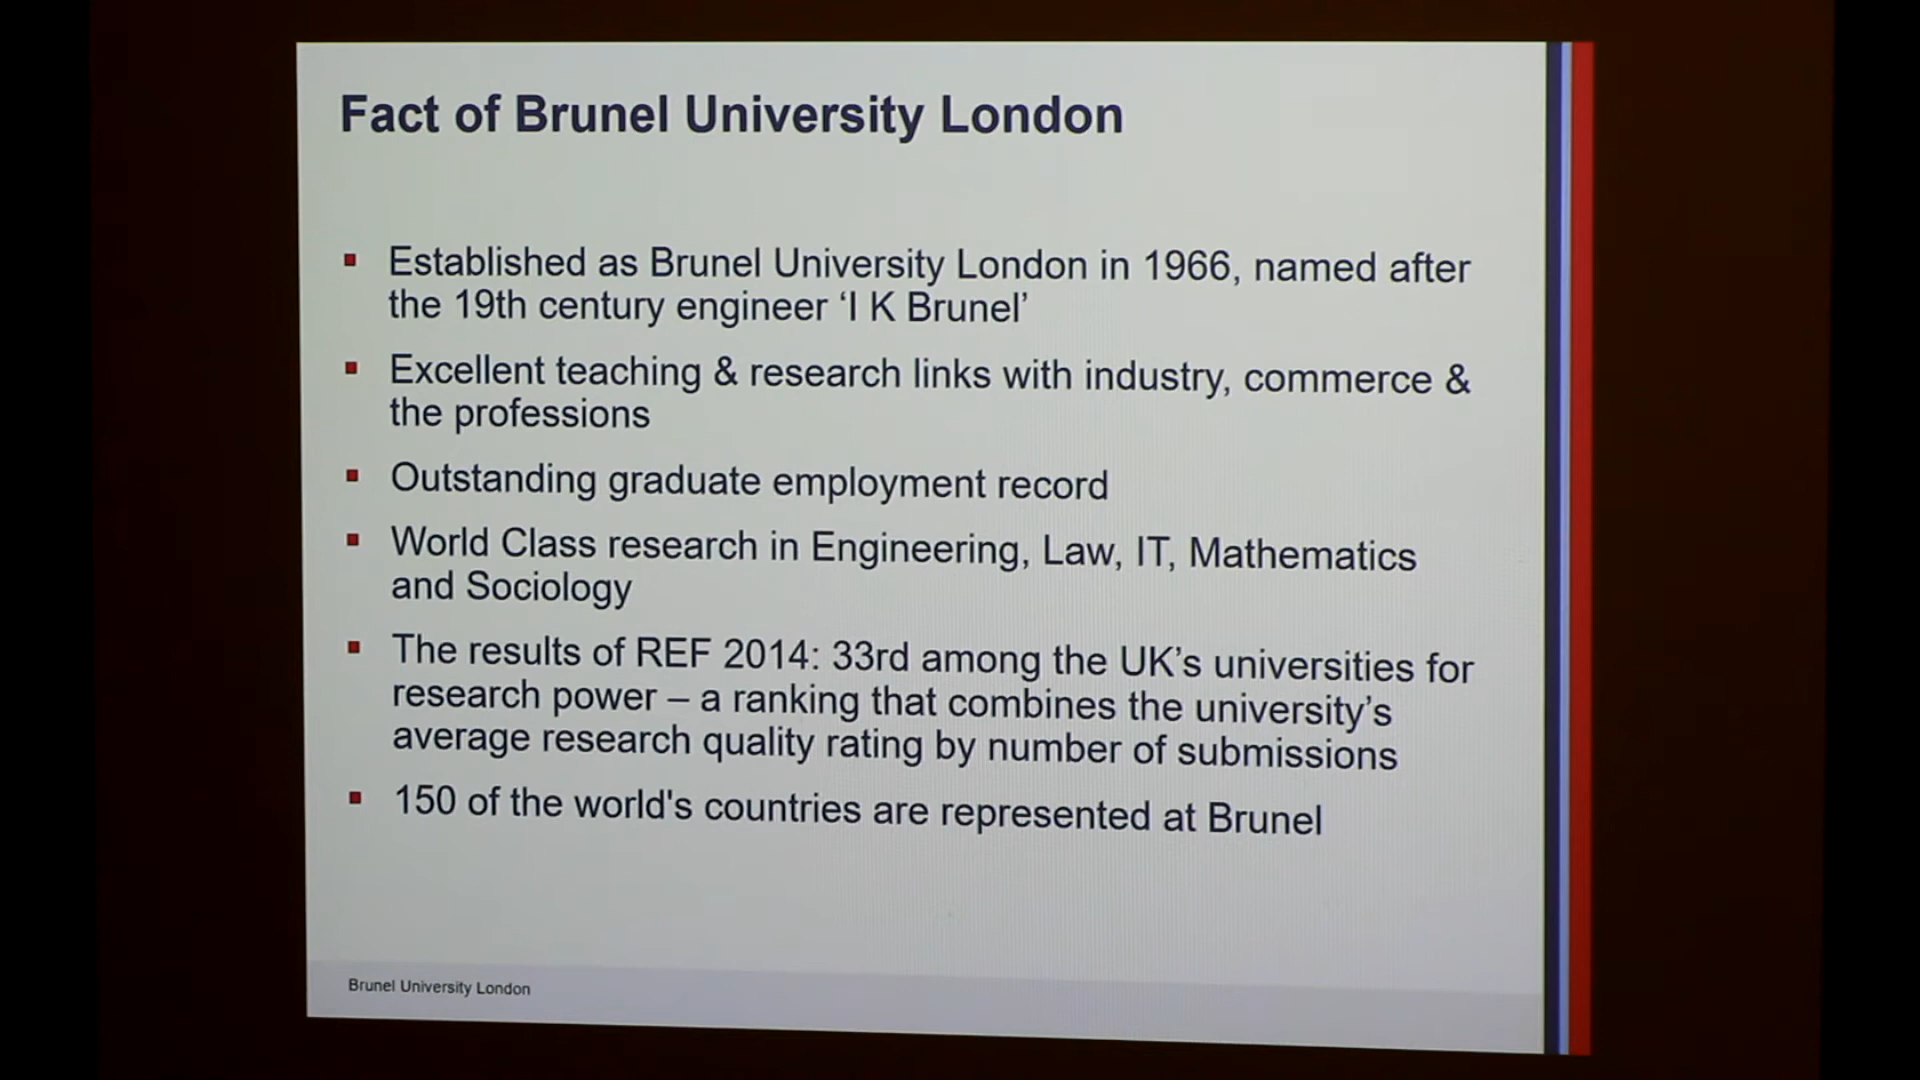 Fact of Brunel University London
Established as Brunel University London in 1966, named after
the 19th century engineer ‘I K Brunel’
Excellent teaching & research links with industry, commerce &
the professions
Outstanding graduate employment record
World Class research in Engineering, Law, IT, Mathematics
and Sociology
The results of REF 2014: 33rd among the UK’s universities for
research power – a ranking that combines the university’s
average research quality rating by number of submissions
150 of the world's countries are represented at Brunel
Brunel University London